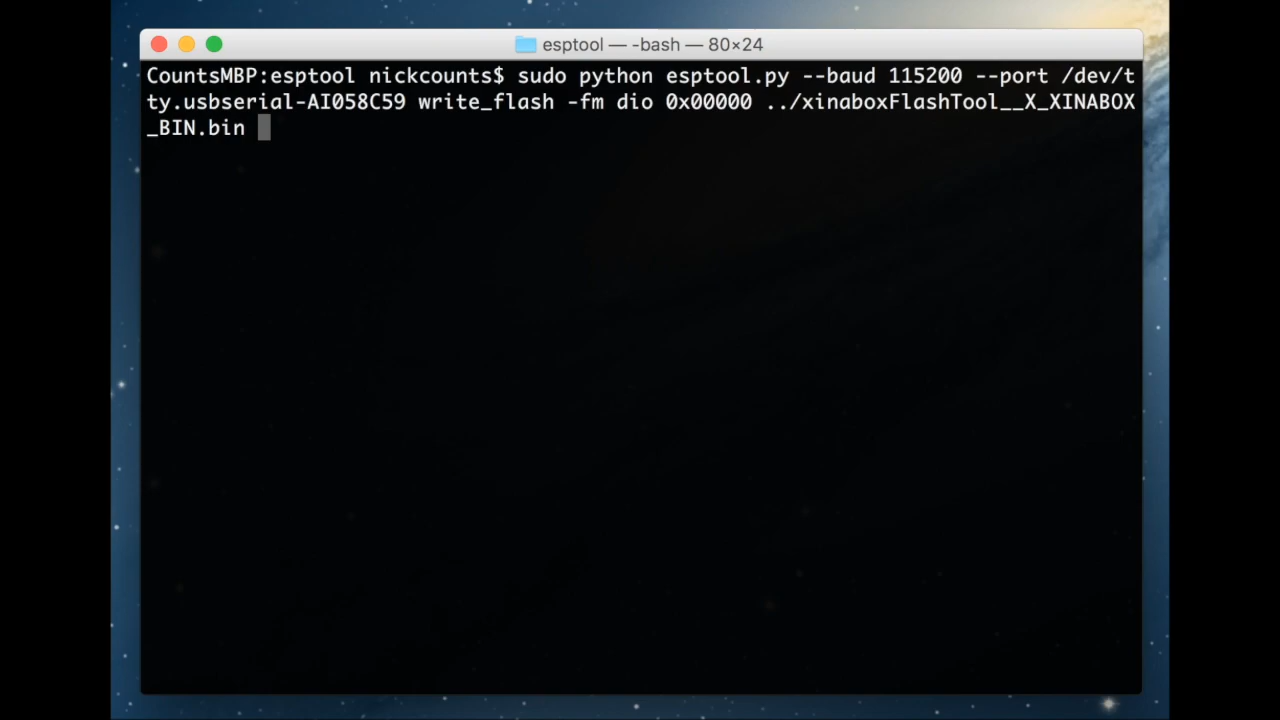 esptool — -bash — 80×24
CountsMBP:esptool nickcounts$ sudo python esptool.py --baud 115200 --port /dev/t
ty.usbserial-AI058C59 write_flash -fm dio 0x00000 ../xinaboxFlashTool__X_XINABOX
_BIN.bin